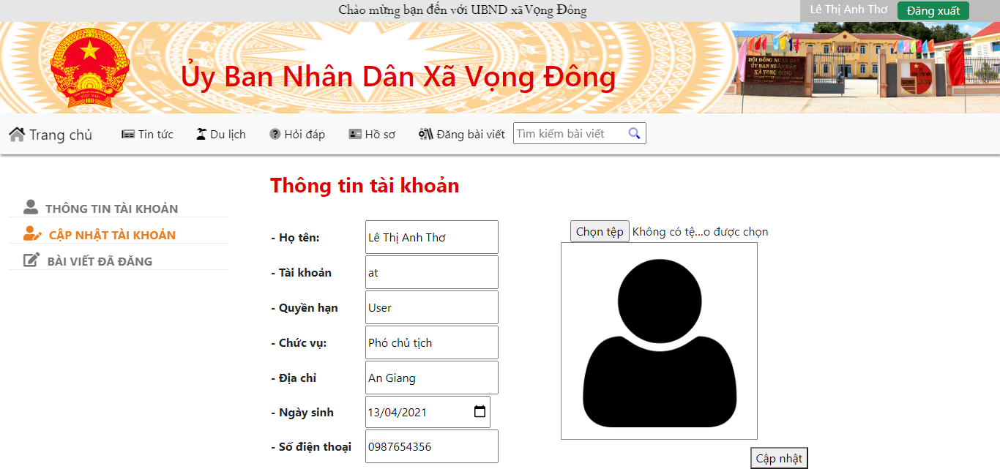 Chào mừng bạn đến với UBND xã Vọng Đông
Lê Thị Anh Thơ
Đăng xuất
Ủy Ban Nhân Dân Xã Vọng Đông
VIỆT NAM
HỘI ĐỒNG NHÂN DÂN
ỦY BAN NHÂN DÂN
XÃ VỌNG ĐÔNG
Trang chủ
Tin tức
Du lịch
Hỏi đáp
Hồ sơ
Đăng bài viết
Tìm kiếm bài viết
THÔNG TIN TÀI KHOẢN
CẬP NHẬT TÀI KHOẢN
BÀI VIẾT ĐÃ ĐĂNG
Thông tin tài khoản
- Họ tên: Lê Thị Anh Thơ
- Tài khoản at
- Quyền hạn User
- Chức vụ: Phó chủ tịch
- Địa chỉ An Giang
- Ngày sinh 13/04/2021
- Số điện thoại 0987654356
Chọn tệp Không có tệ...o được chọn
Cập nhật